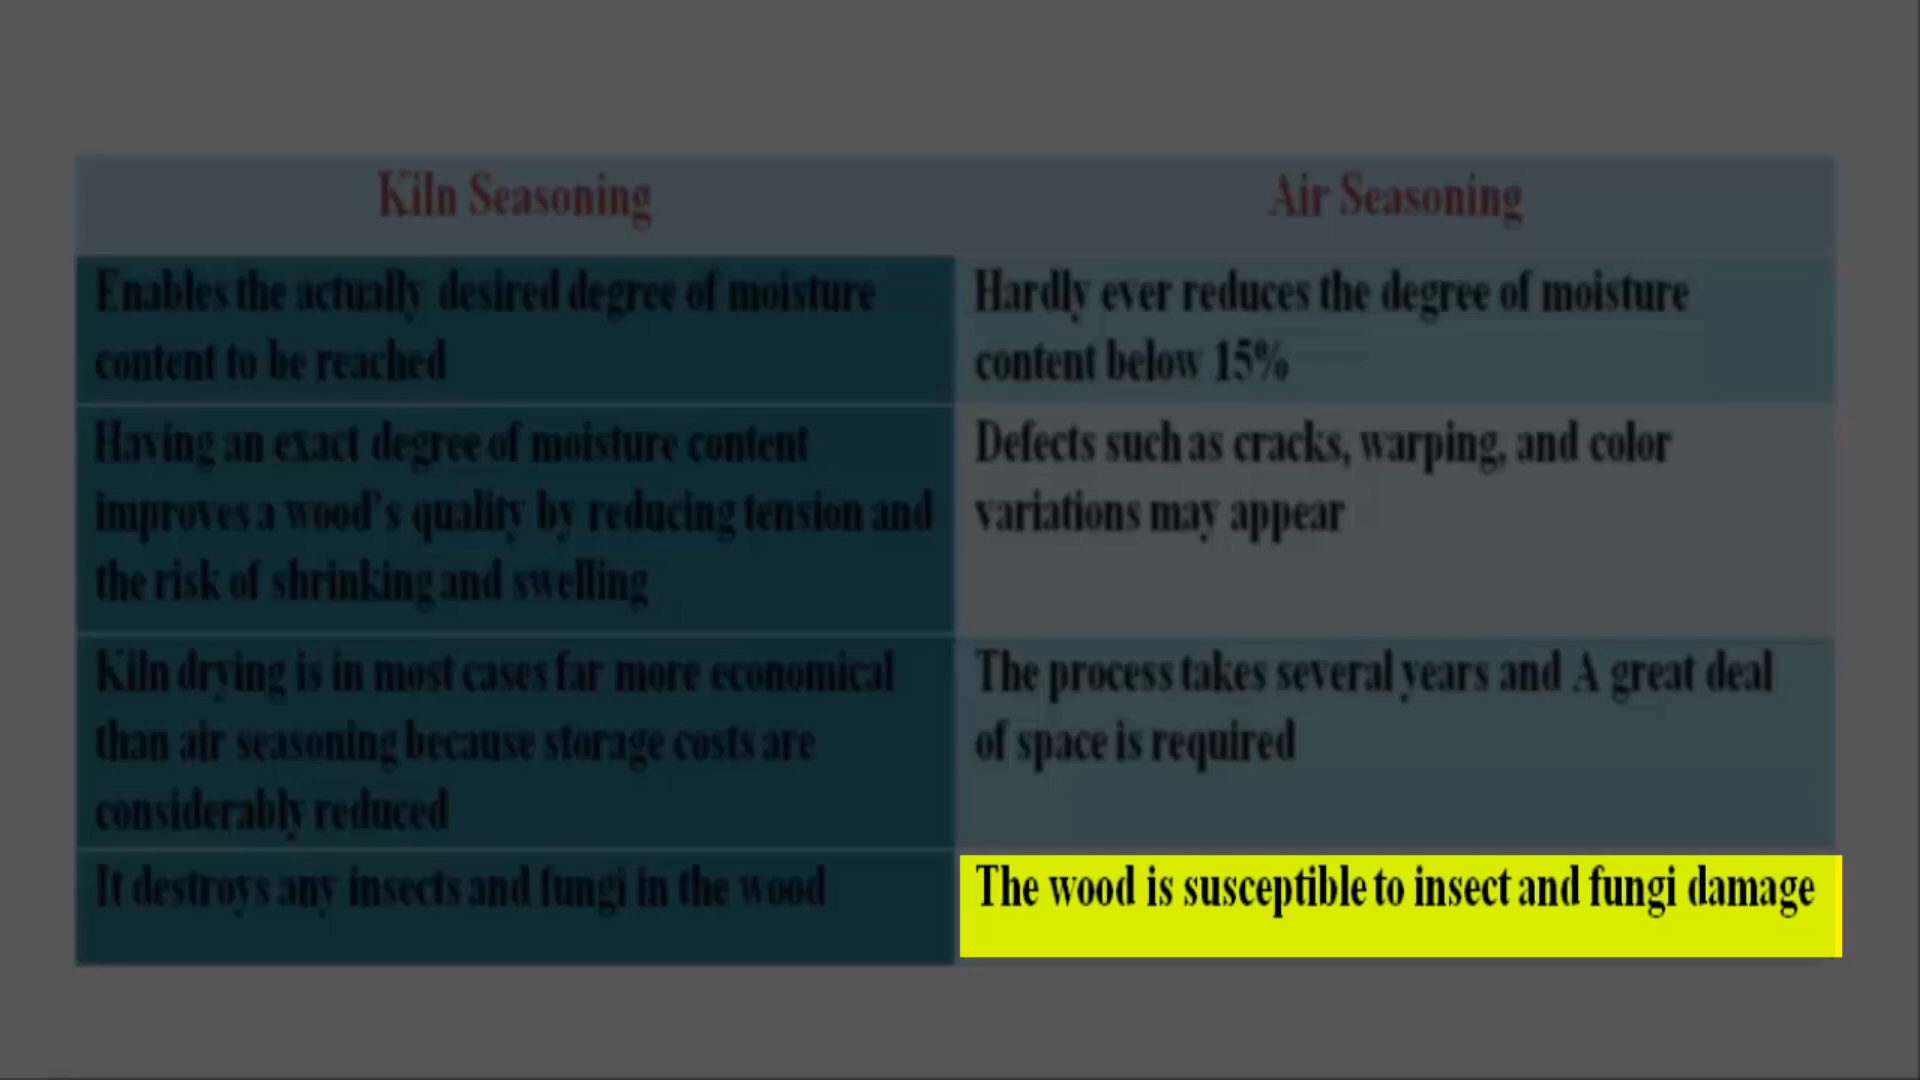 Kiln Seasoning
Air Seasoning
Enables the actually desired degree of moisture
content to be reached
Hardly ever reduces the degree of moisture
content below 15%
Having an exact degree of moisture content
improves a wood's quality by reducing tension and
the risk of shrinking and swelling
Defects such as cracks, warping, and color
variations may appear
Kiln drying is in most cases far more economical
than air seasoning because storage costs are
considerably reduced
The process takes several years and A great deal
of space is required
It destroys any insects and fungi in the wood
The wood is susceptible to insect and fungi damage